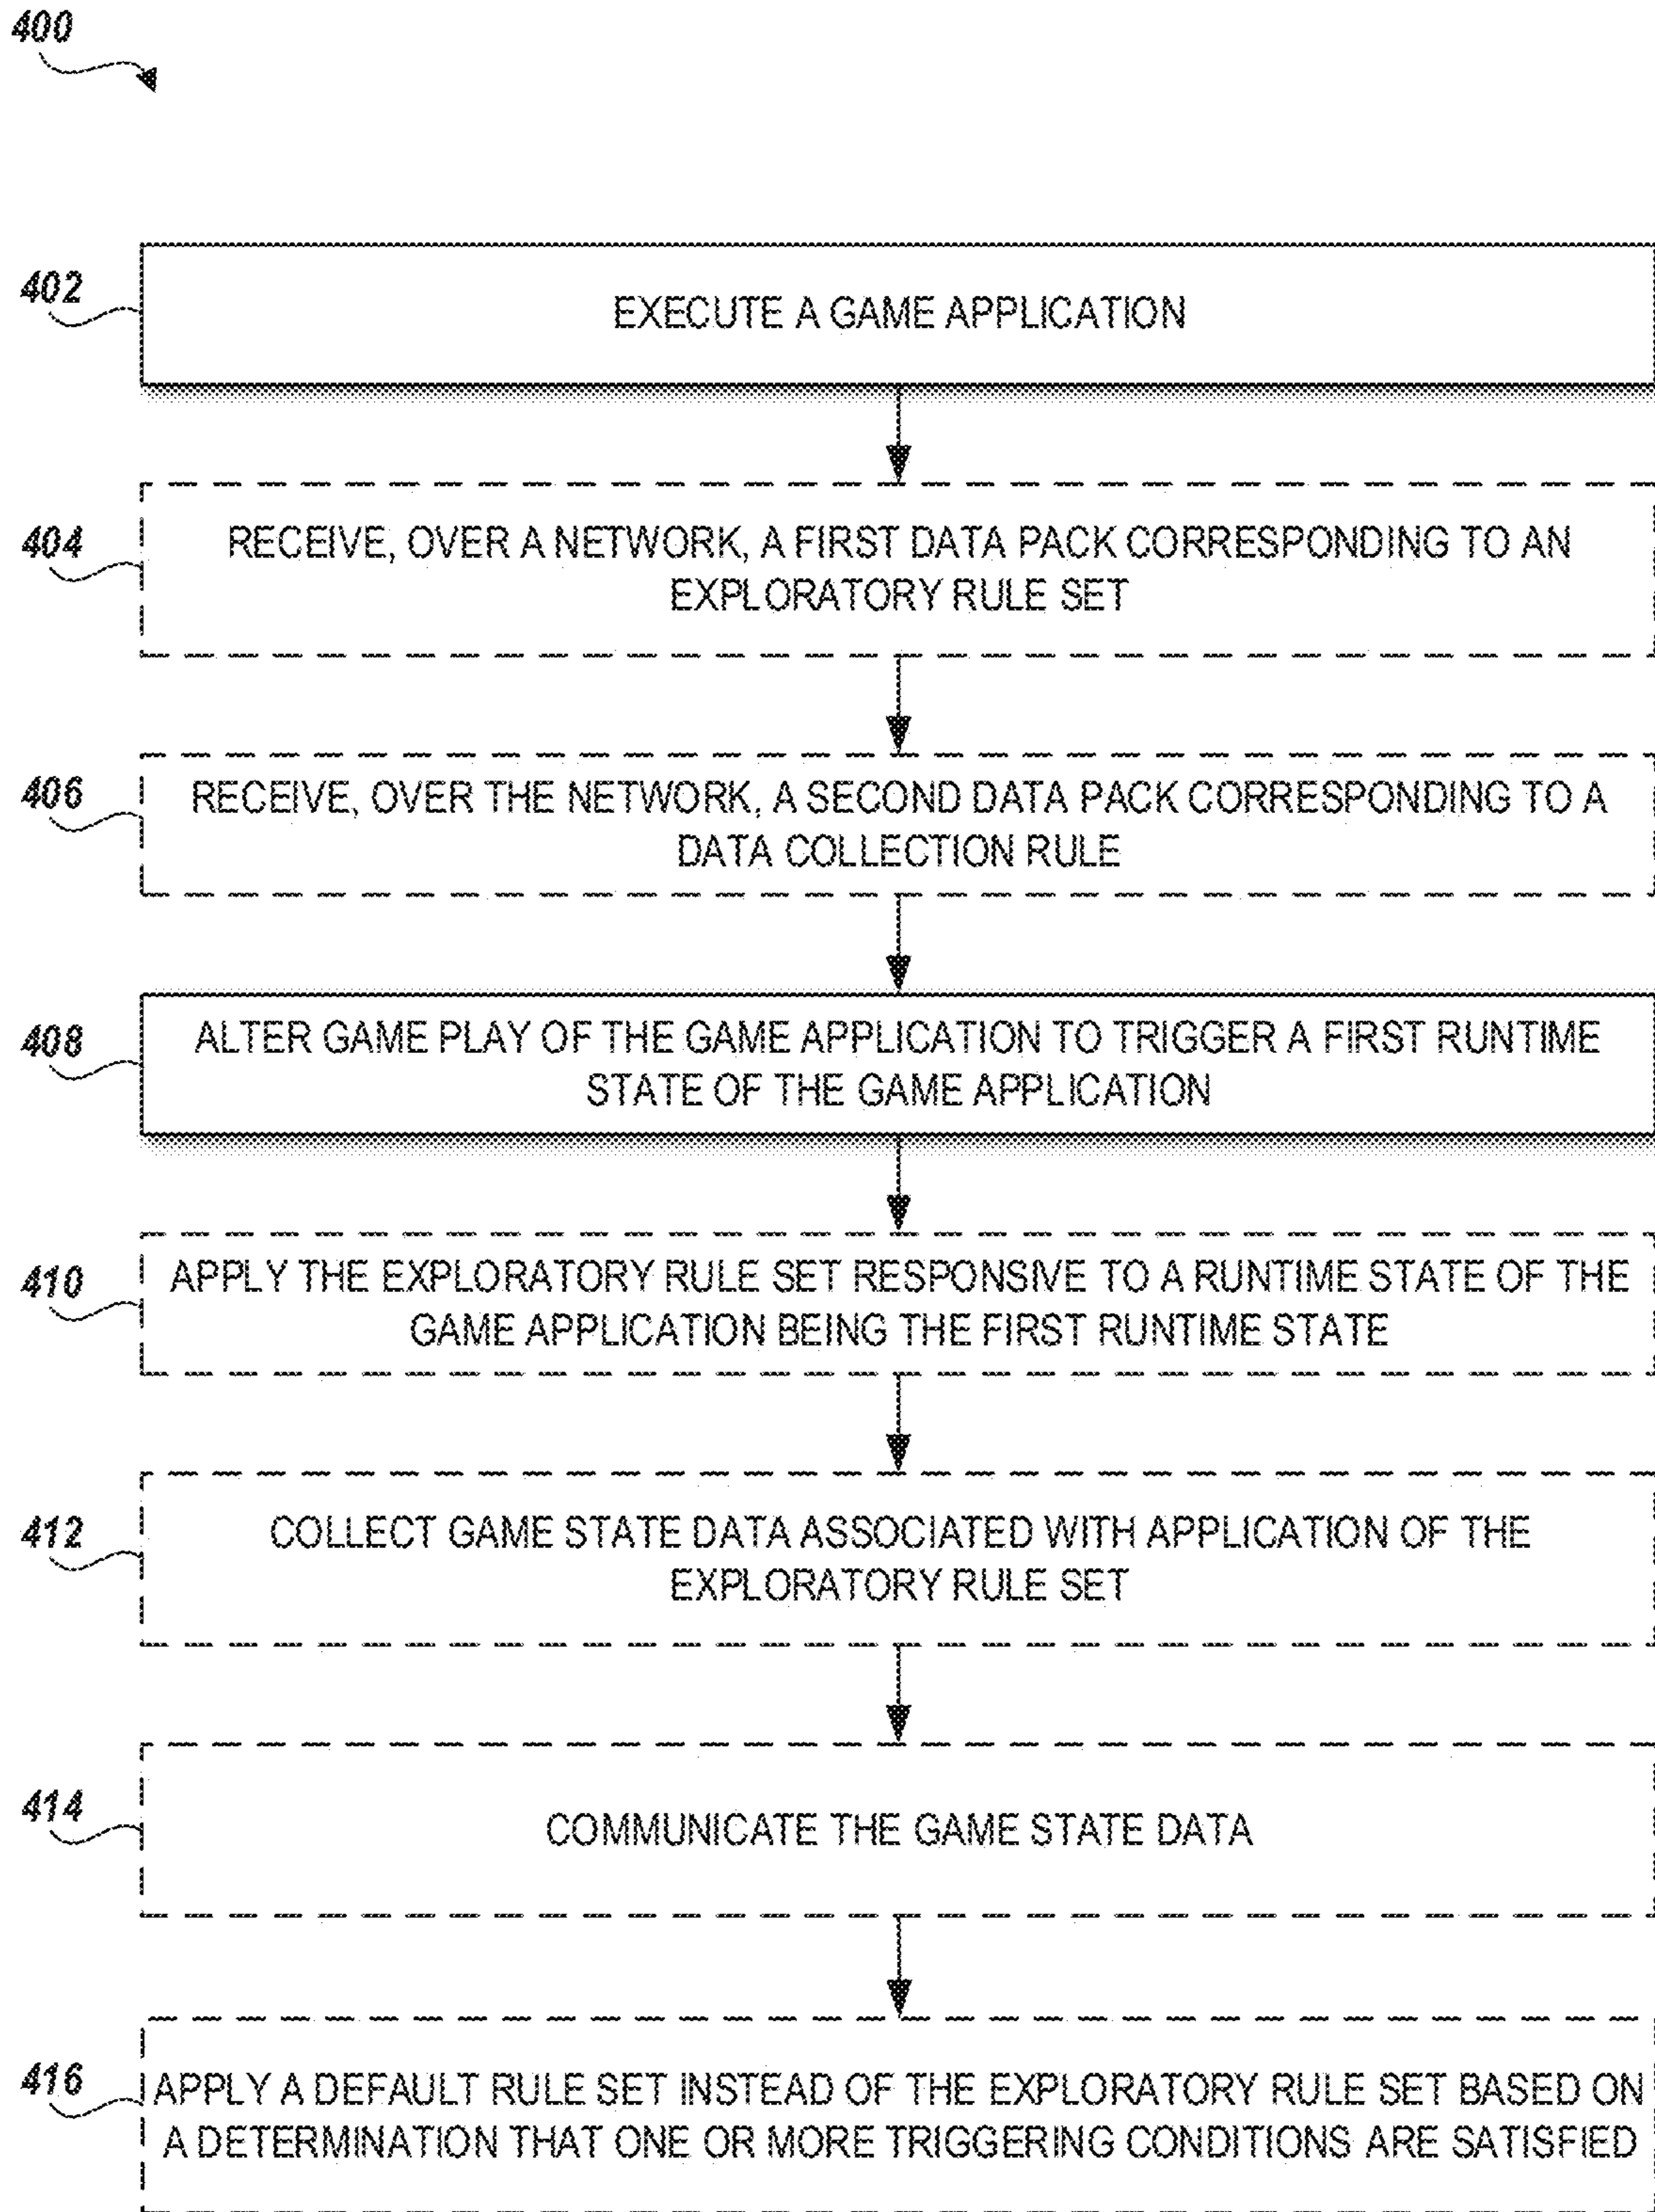 400
402
EXECUTE A GAME APPLICATION
404
RECEIVE, OVER A NETWORK, A FIRST DATA PACK CORRESPONDING TO AN
EXPLORATORY RULE SET
406
RECEIVE, OVER THE NETWORK, A SECOND DATA PACK CORRESPONDING TO A
DATA COLLECTION RULE
408
ALTER GAME PLAY OF THE GAME APPLICATION TO TRIGGER A FIRST RUNTIME
STATE OF THE GAME APPLICATION
410
APPLY THE EXPLORATORY RULE SET RESPONSIVE TO A RUNTIME STATE OF THE
GAME APPLICATION BEING THE FIRST RUNTIME STATE
412
COLLECT GAME STATE DATA ASSOCIATED WITH APPLICATION OF THE
EXPLORATORY RULE SET
414
COMMUNICATE THE GAME STATE DATA
416
APPLY A DEFAULT RULE SET INSTEAD OF THE EXPLORATORY RULE SET BASED ON
A DETERMINATION THAT ONE OR MORE TRIGGERING CONDITIONS ARE SATISFIED